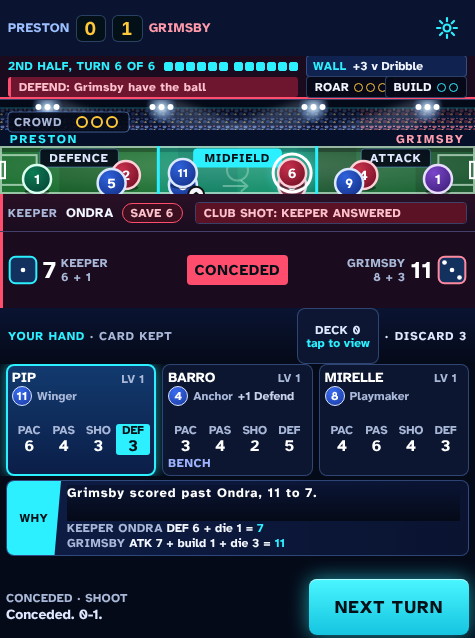 PRESTON 0 1 GRIMSBY
2ND HALF, TURN 6 OF 6
WALL +3 v Dribble
DEFEND: Grimsby have the ball
ROAR
BUILD
CROWD
PRESTON
GRIMSBY
DEFENCE
MIDFIELD
ATTACK
1 5 2 11 6 9 4 1
KEEPER ONDRA SAVE 6
CLUB SHOT: KEEPER ANSWERED
7 KEEPER
6 + 1
CONCEDED
GRIMSBY 11
8 + 3
YOUR HAND · CARD KEPT
DECK 0
tap to view
· DISCARD 3
PIP LV 1
11 Winger
PAC PAS SHO DEF
6 4 3 3
BARRO LV 1
4 Anchor +1 Defend
PAC PAS SHO DEF
3 4 2 5
BENCH
MIRELLE LV 1
8 Playmaker
PAC PAS SHO DEF
4 6 4 3
WHY
Grimsby scored past Ondra, 11 to 7.
KEEPER ONDRA DEF 6 + die 1 = 7
GRIMSBY ATK 7 + build 1 + die 3 = 11
CONCEDED · SHOOT
Conceded. 0-1.
NEXT TURN